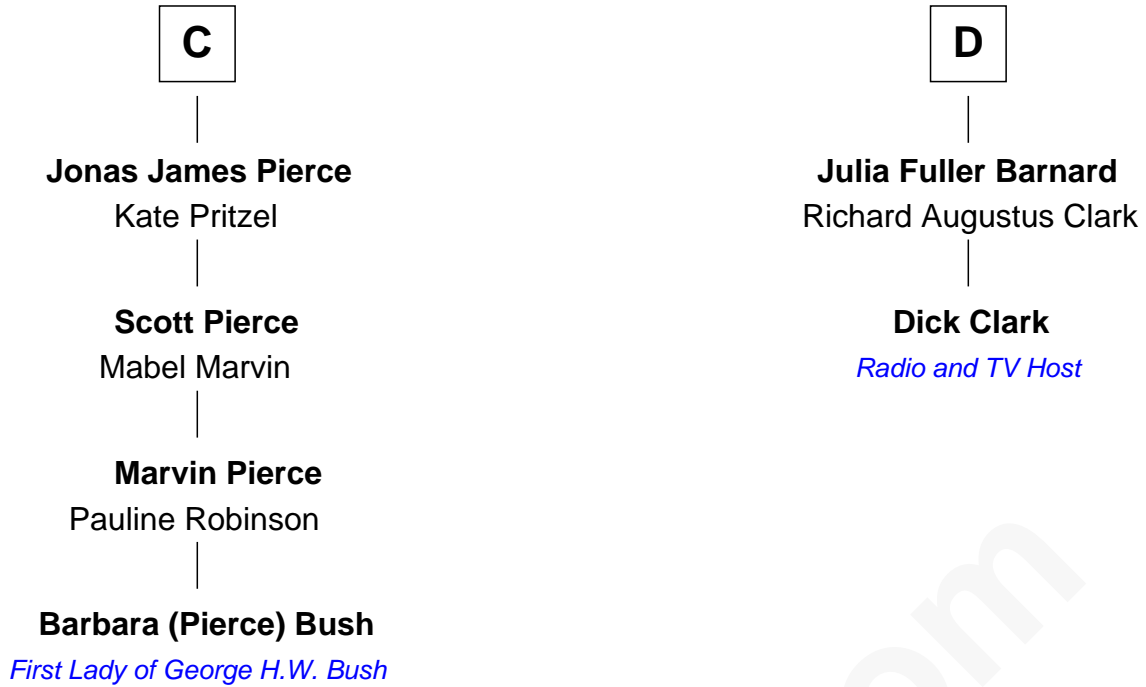 C
Jonas James Pierce
Kate Pritzel
Scott Pierce
Mabel Marvin
Marvin Pierce
Pauline Robinson
Barbara (Pierce) Bush
First Lady of George H.W. Bush
D
Julia Fuller Barnard
Richard Augustus Clark
Dick Clark
Radio and TV Host
om